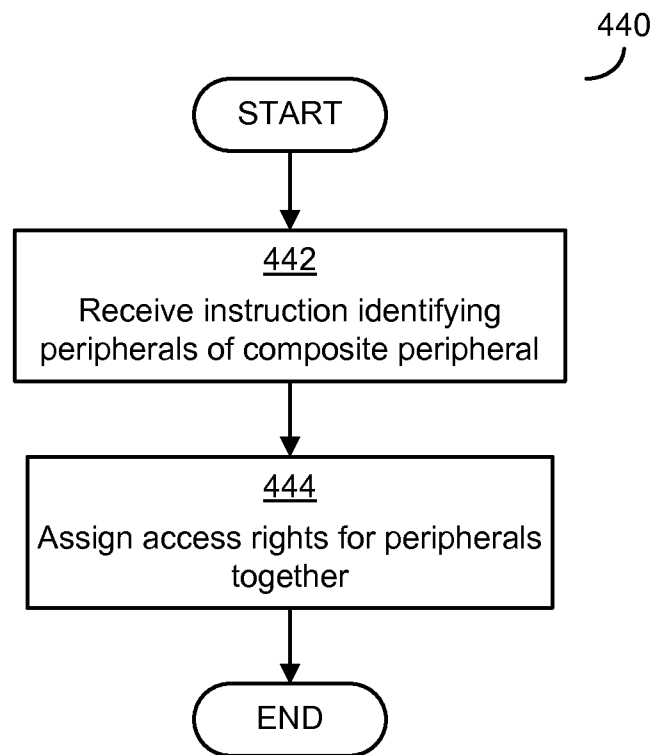 440
START
442
Receive instruction identifying
peripherals of composite peripheral
444
Assign access rights for peripherals
together
END